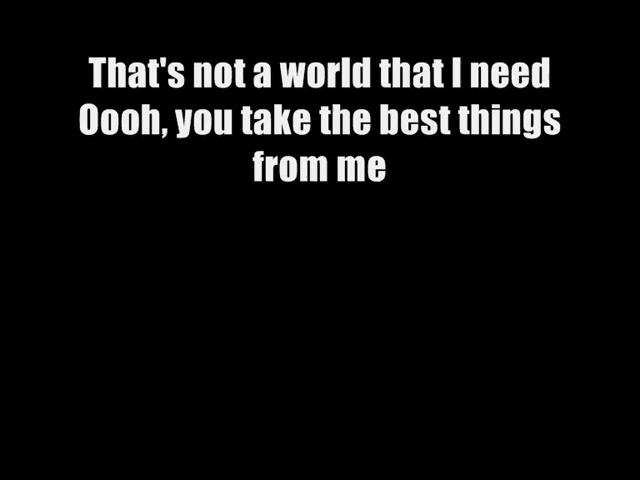 That's not a world that I need
Oooh, you take the best things
from me